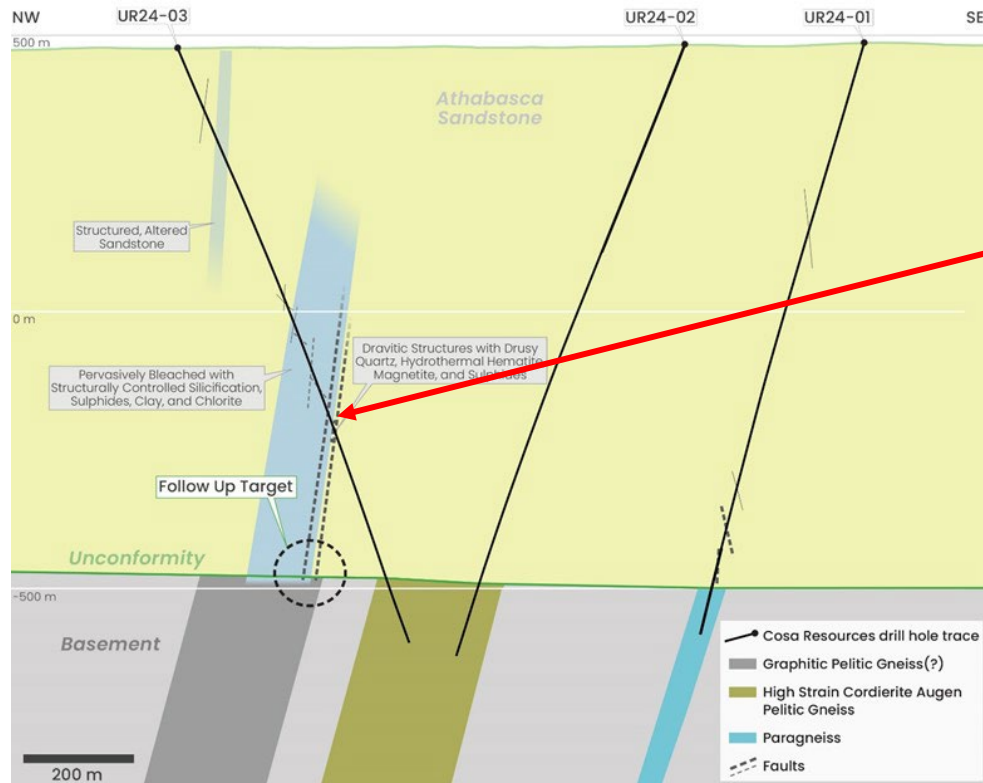 NW
UR24-03
UR24-02
UR24-01
SE
500 m
Athabasca
Sandstone
Structured, Altered
Sandstone
0 m
Dravitic Structures with Drusy
Quartz, Hydrothermal Hematite
Magnetite, and Sulphides
Pervasively Bleached with
Structurally Controlled Silicification,
Sulphides, Clay, and Chlorite
Follow Up Target
Unconformity
-500 m
Basement
Cosa Resources drill hole trace
Graphitic Pelitic Gneiss(?)
High Strain Cordierite Augen
Pelitic Gneiss
Paragneiss
Faults
200 m